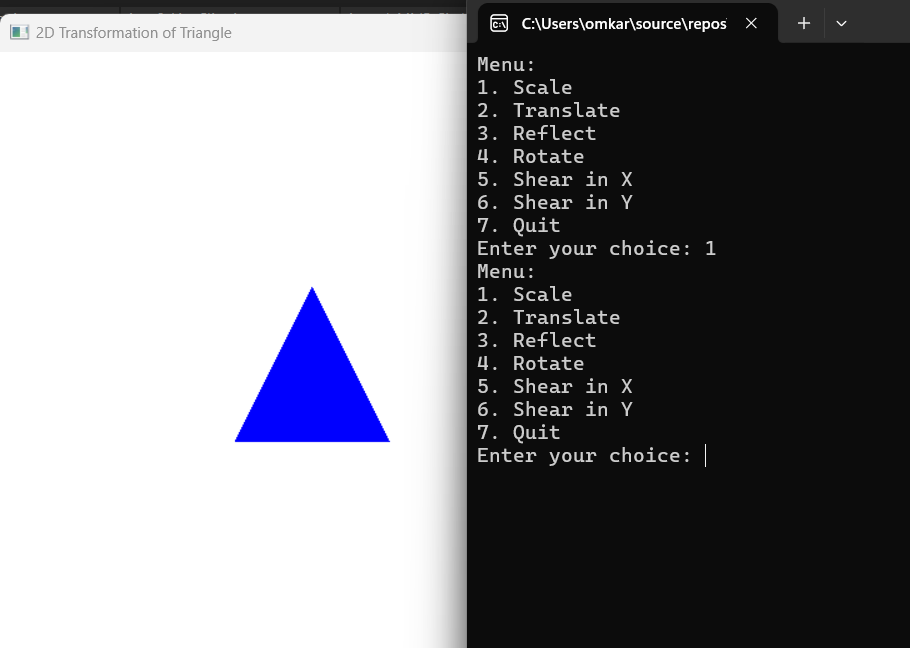 2D Transformation of Triangle
C:\Users\omkar\source\repos
Menu:
1. Scale
2. Translate
3. Reflect
4. Rotate
5. Shear in X
6. Shear in Y
7. Quit
Enter your choice: 1
Menu:
1. Scale
2. Translate
3. Reflect
4. Rotate
5. Shear in X
6. Shear in Y
7. Quit
Enter your choice: